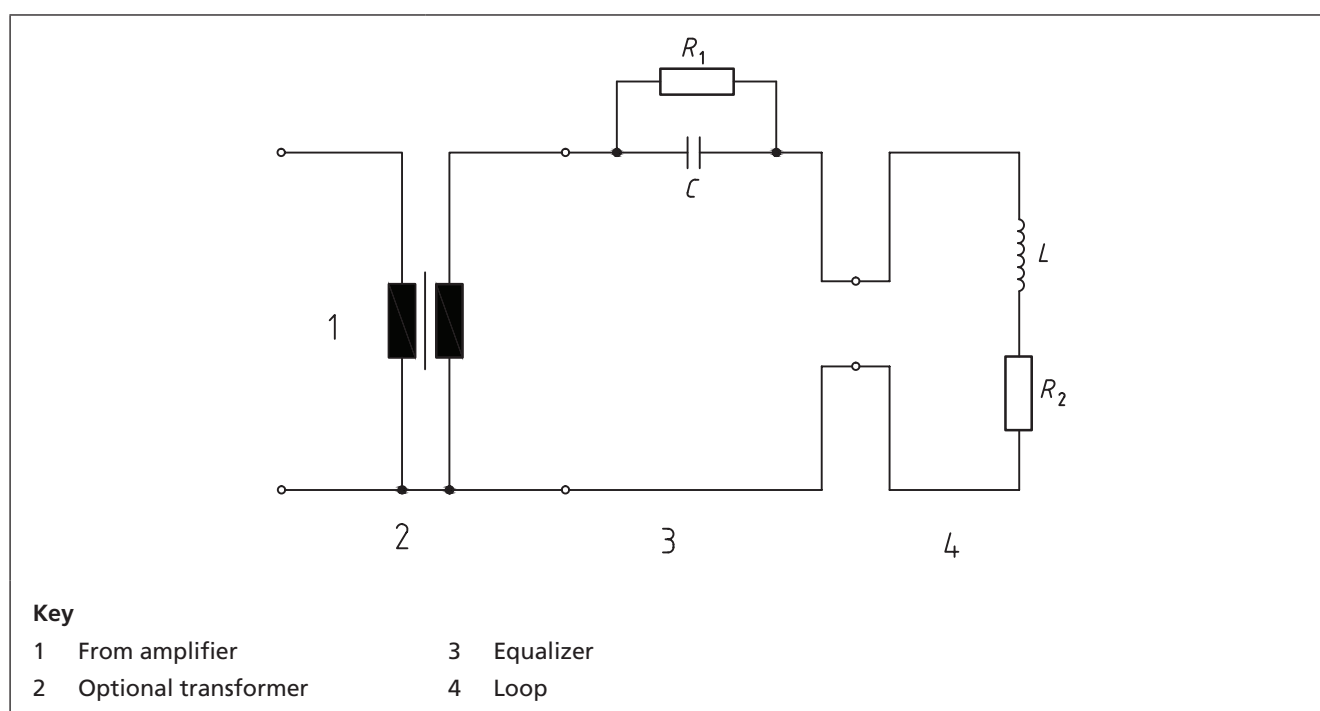 R1
C
L
1
R2
2
3
4
Key
1 From amplifier 3 Equalizer
2 Optional transformer 4 Loop